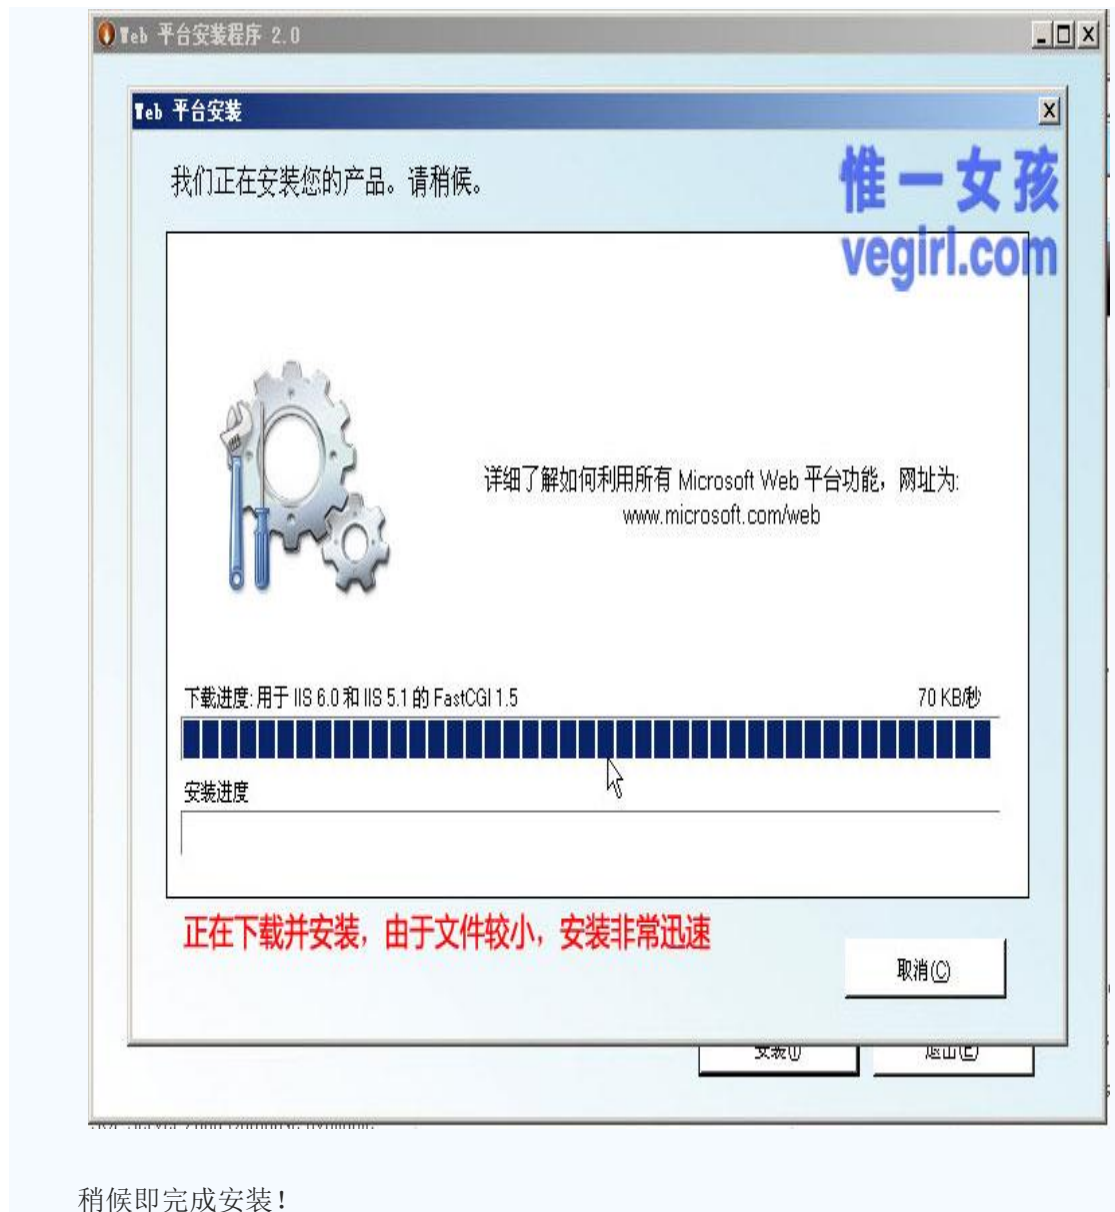 Web 平台安装程序 2.0
Web 平台安装
我们正在安装您的产品。请稍候。
惟一女孩
vegirl.com
详细了解如何利用所有 Microsoft Web 平台功能，网址为:
www.microsoft.com/web
下载进度: 用于 IIS 6.0 和 IIS 5.1 的 FastCGI 1.5 70 KB/秒
安装进度
正在下载并安装，由于文件较小，安装非常迅速
取消(C)
安装(I) 退出(E)
稍候即完成安装！